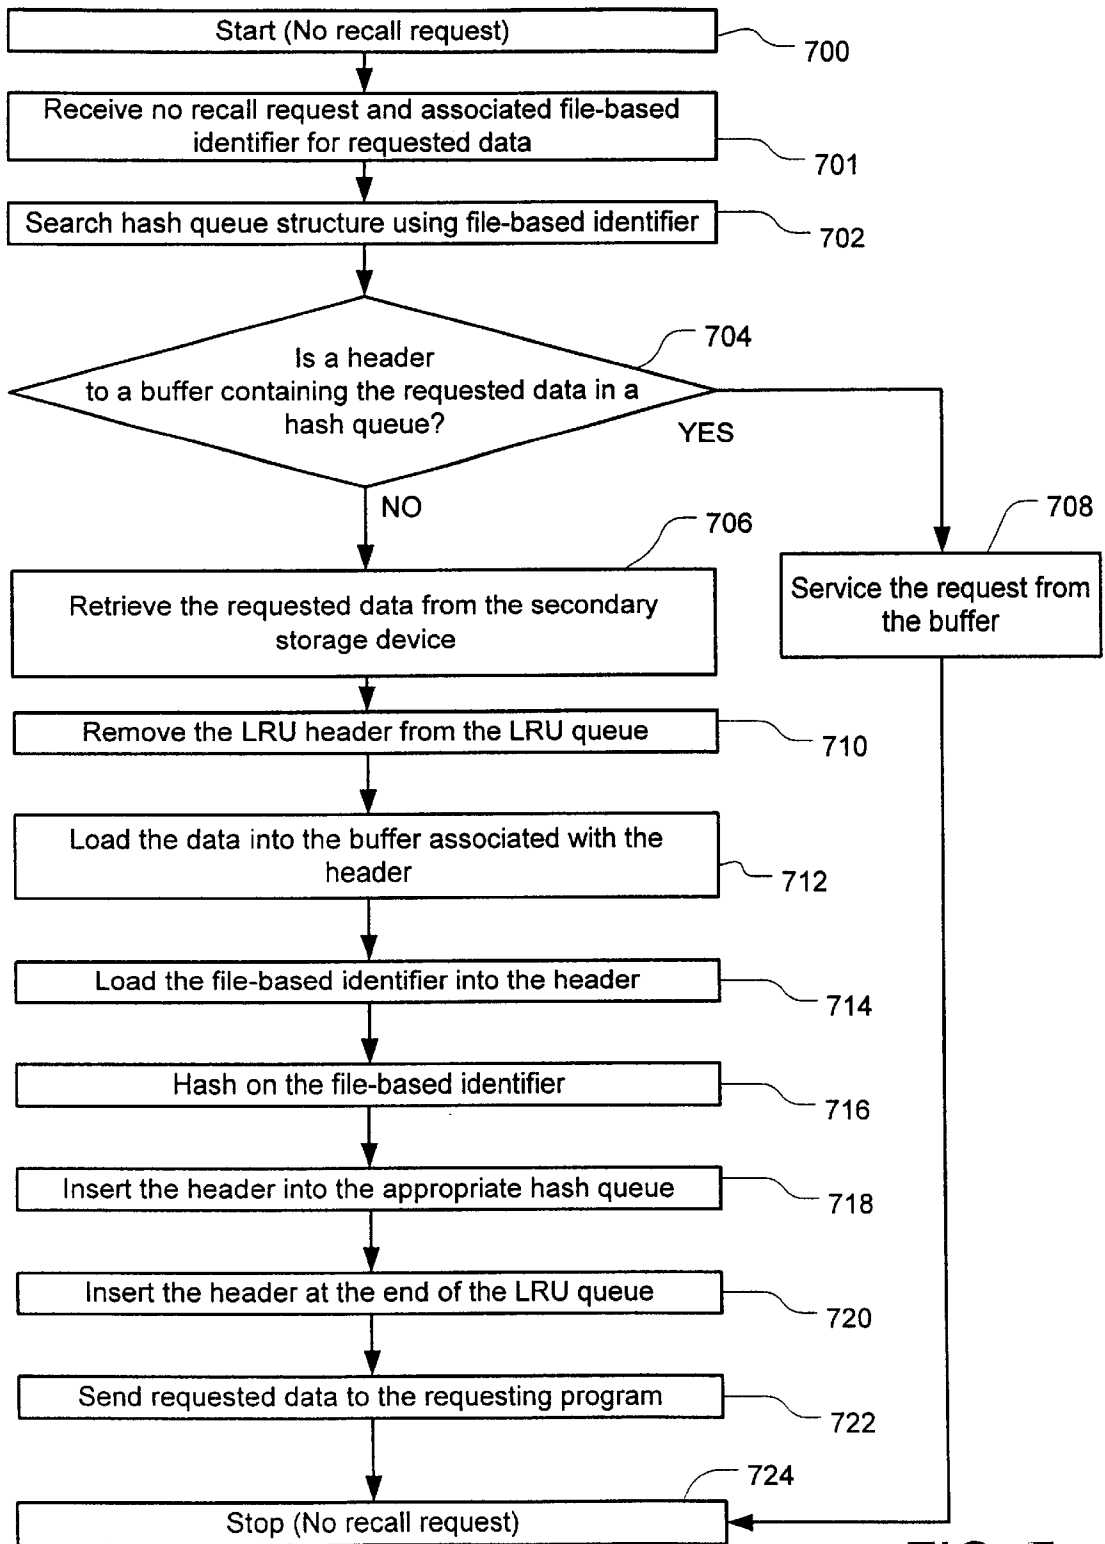 Start (No recall request)
700
Receive no recall request and associated file-based
identifier for requested data
701
Search hash queue structure using file-based identifier
702
704
Is a header
to a buffer containing the requested data in a
hash queue?
YES
NO
706
708
Retrieve the requested data from the secondary
storage device
Service the request from
the buffer
Remove the LRU header from the LRU queue
710
Load the data into the buffer associated with the
header
712
Load the file-based identifier into the header
714
Hash on the file-based identifier
716
Insert the header into the appropriate hash queue
718
Insert the header at the end of the LRU queue
720
Send requested data to the requesting program
722
724
Stop (No recall request)